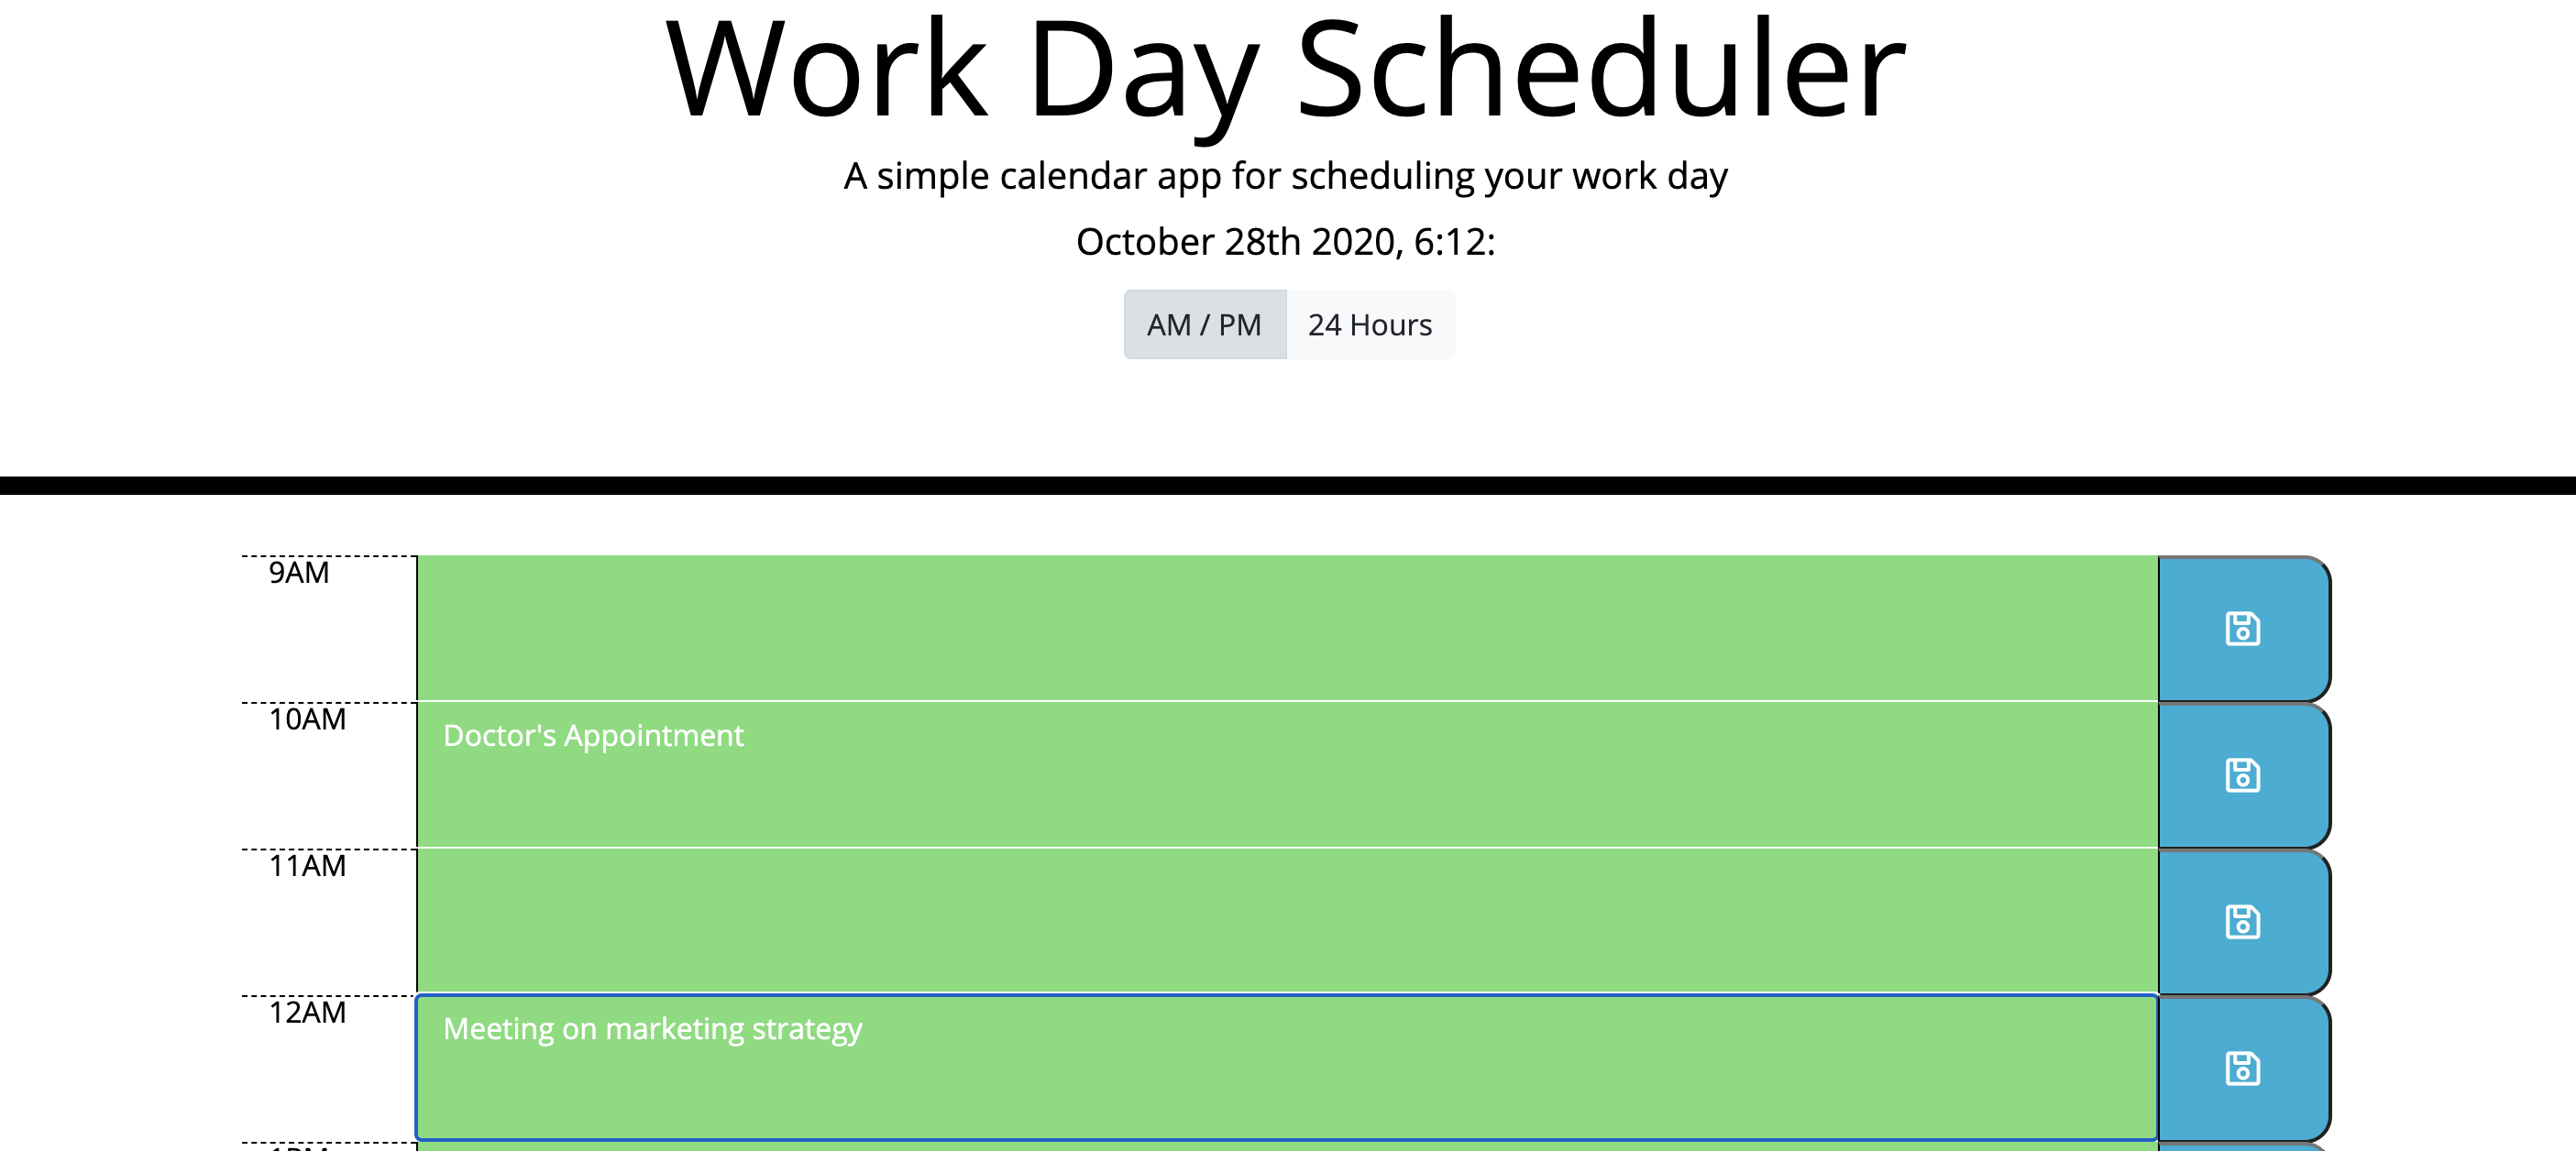 Work Day Scheduler
A simple calendar app for scheduling your work day
October 28th 2020, 6:12:
AM / PM 24 Hours
9AM
10AM Doctor's Appointment
11AM
12AM Meeting on marketing strategy